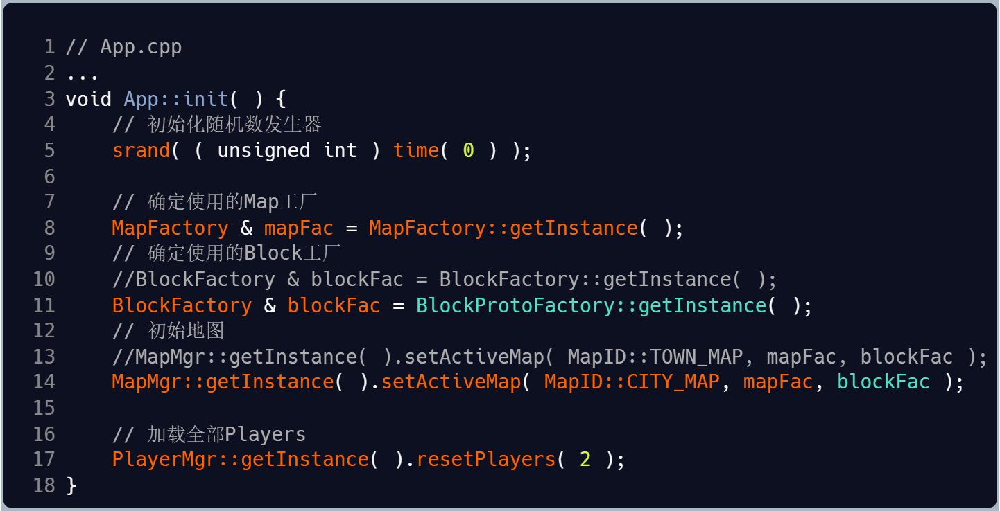 1 // App.cpp
2 ...
3 void App::init( ) {
4     // 初始化随机数发生器
5     srand( ( unsigned int ) time( 0 ) );
6
7     // 确定使用的Map工厂
8     MapFactory & mapFac = MapFactory::getInstance( );
9     // 确定使用的Block工厂
10     //BlockFactory & blockFac = BlockFactory::getInstance( );
11     BlockFactory & blockFac = BlockProtoFactory::getInstance( );
12     // 初始地图
13     //MapMgr::getInstance( ).setActiveMap( MapID::TOWN_MAP, mapFac, blockFac );
14     MapMgr::getInstance( ).setActiveMap( MapID::CITY_MAP, mapFac, blockFac );
15
16     // 加载全部Players
17     PlayerMgr::getInstance( ).resetPlayers( 2 );
18 }